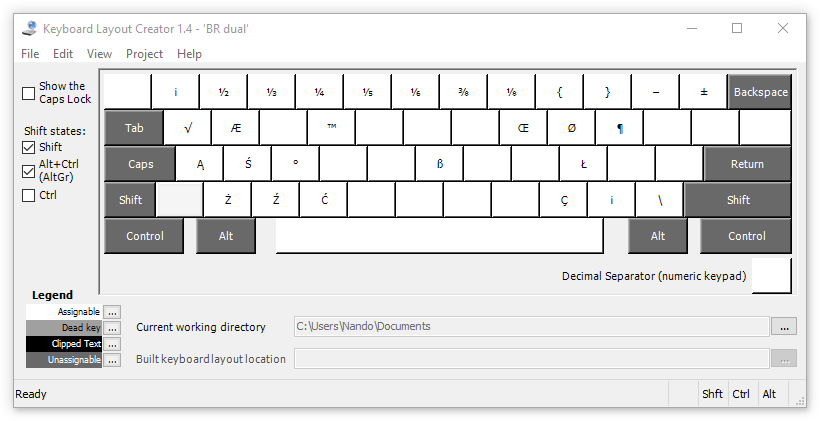 Keyboard Layout Creator 1.4 - 'BR dual'
File Edit View Project Help
Show the
Caps Lock
Shift states:
Shift
Alt+Ctrl
(AltGr)
Ctrl
¡ ½ ⅓ ¼ ⅕ ⅙ ⅜ ⅛ { } − ± Backspace
Tab √ Æ ™ Œ Ø ¶
Caps Ą Ś º ß Ł Return
Shift Ż Ź Ć Ç i \ Shift
Control Alt Alt Control
Decimal Separator (numeric keypad)
Legend
Assignable ...
Dead key ...
Clipped Text ...
Unassignable ...
Current working directory C:\Users\Nando\Documents ...
Built keyboard layout location ...
Ready Shft Ctrl Alt